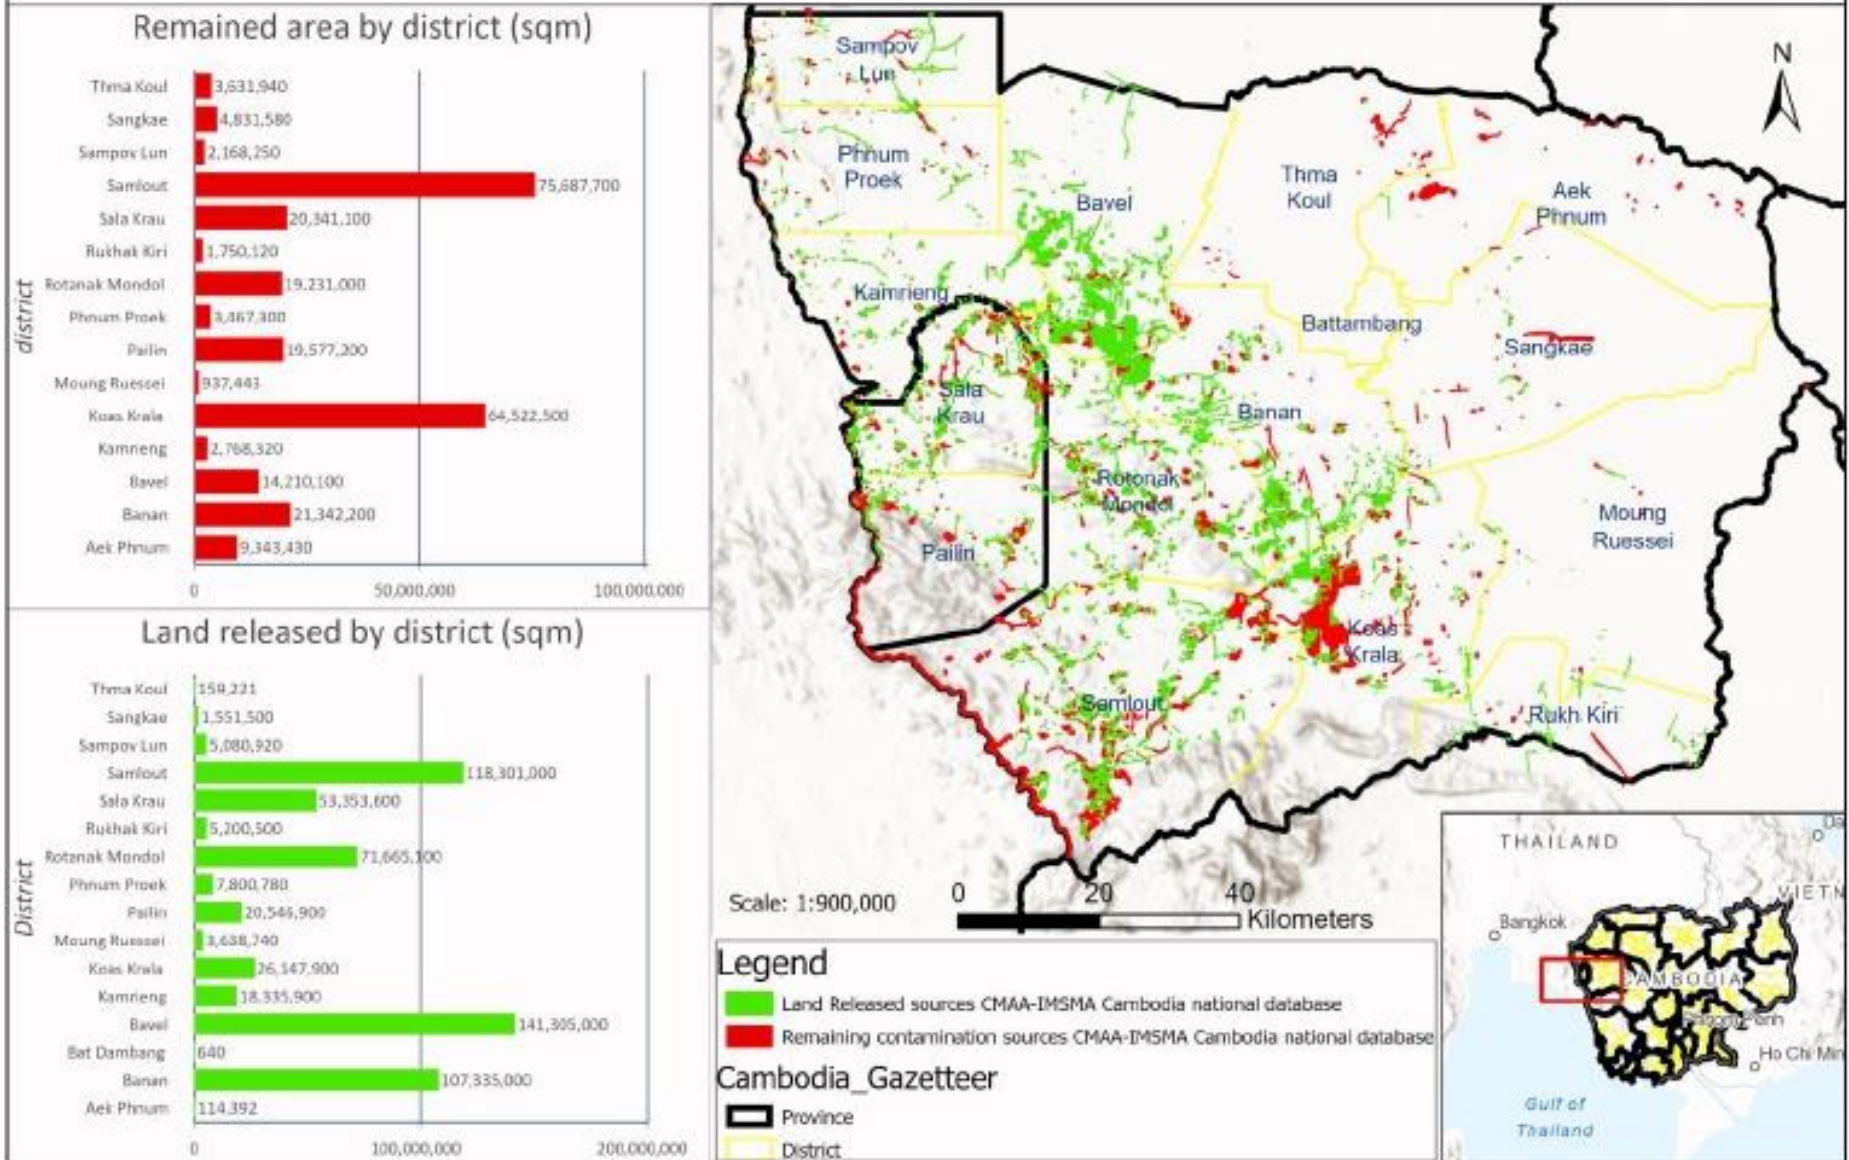 Remained area by district (sqm)
district
Thma Koul 3,631,940
Sangkae 4,831,580
Sampov Lun 2,168,250
Samlout 75,687,700
Sala Krau 20,341,100
Rukhak Kiri 1,750,120
Rotanak Mondol 19,231,000
Phnum Proek 3,467,300
Pailin 19,577,200
Moung Ruessei 937,443
Koas Krala 64,522,500
Kamrieng 2,768,320
Bavel 14,210,100
Banan 21,342,200
Aek Phnum 9,343,430
0 50,000,000 100,000,000
Land released by district (sqm)
District
Thma Koul 159,221
Sangkae 1,551,500
Sampov Lun 5,080,920
Samlout 118,301,000
Sala Krau 53,353,600
Rukhak Kiri 5,200,500
Rotanak Mondol 71,665,100
Phnum Proek 7,800,780
Pailin 20,546,900
Moung Ruessei 3,638,740
Koas Krala 26,147,900
Kamrieng 18,335,900
Bavel 141,305,000
Bat Dambang 640
Banan 107,335,000
Aek Phnum 114,392
0 100,000,000 200,000,000
N
Sampov
Lun
Phnum
Proek
Bavel
Thma
Koul
Aek
Phnum
Kamrieng
Battambang
Sangkae
Sala
Krau
Banan
Rotonak
Mondol
Moung
Ruessei
Pailin
Koas
Krala
Samlout
Rukh Kiri
Scale: 1:900,000
0 20 40
Kilometers
Legend
Land Released sources CMAA-IMSMA Cambodia national database
Remaining contamination sources CMAA-IMSMA Cambodia national database
Cambodia_Gazetteer
Province
District
THAILAND
Da
VIETN
Bangkok
CAMBODIA
Phnom Penh
Ho Chi Min
Gulf of
Thailand